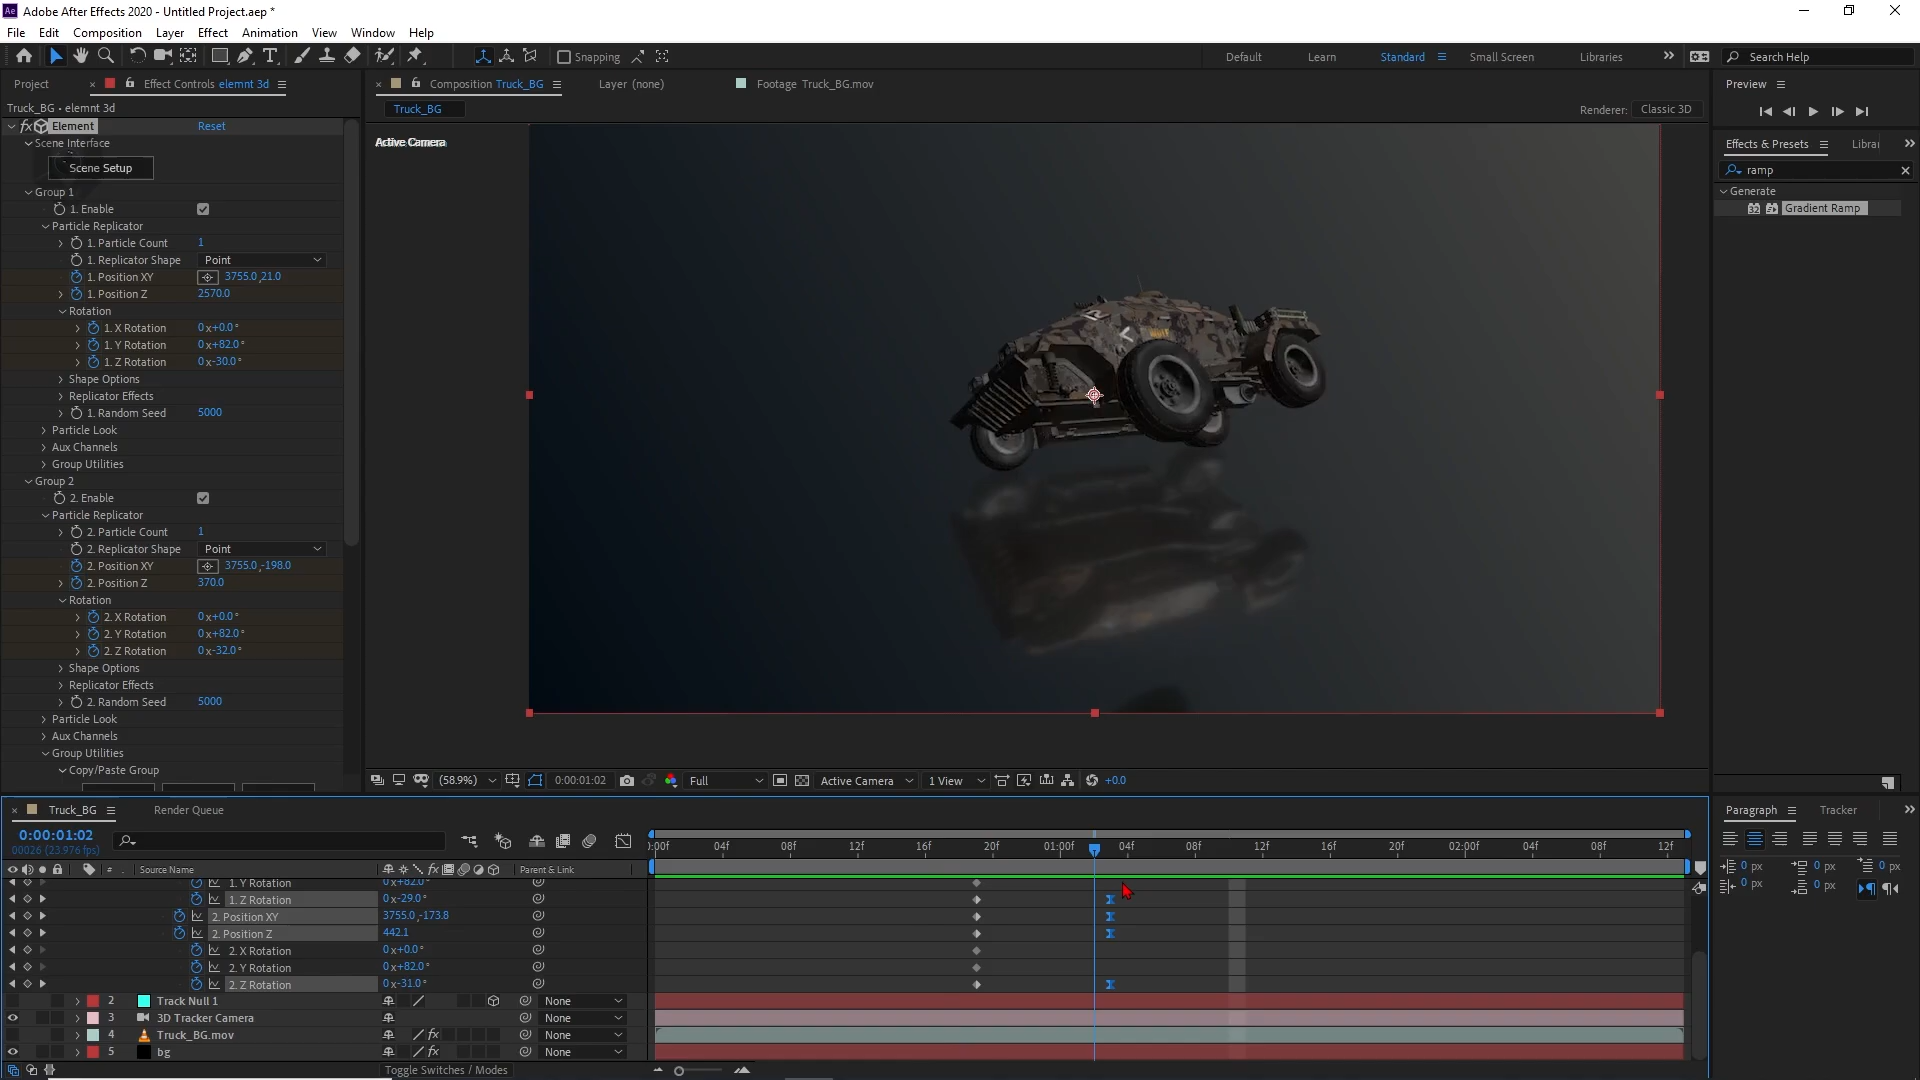 Adobe After Effects 2020 - Untitled Project.aep *
File Edit Composition Layer Effect Animation View Window Help
Snapping
Default Learn Standard Small Screen Libraries
Search Help
Project Effect Controls elemnt 3d
Composition Truck_BG Layer (none) Footage Truck_BG.mov
Preview
Truck_BG • elemnt 3d
Truck_BG
Renderer: Classic 3D
Active Camera
Effects & Presets Librai
ramp
Generate
32 Gradient Ramp
fx Element Reset
Scene Interface
Scene Setup
Group 1
1. Enable
Particle Replicator
1. Particle Count 1
1. Replicator Shape Point
1. Position XY 3755.0,21.0
1. Position Z 2570.0
Rotation
1. X Rotation 0x+0.0°
1. Y Rotation 0x+82.0°
1. Z Rotation 0x-30.0°
Shape Options
Replicator Effects
1. Random Seed 5000
Particle Look
Aux Channels
Group Utilities
Group 2
2. Enable
Particle Replicator
2. Particle Count 1
2. Replicator Shape Point
2. Position XY 3755.0,-198.0
2. Position Z 370.0
Rotation
2. X Rotation 0x+0.0°
2. Y Rotation 0x+82.0°
2. Z Rotation 0x-32.0°
Shape Options
Replicator Effects
2. Random Seed 5000
Particle Look
Aux Channels
Group Utilities
Copy/Paste Group
(58.9%) 0:00:01:02 Full Active Camera 1 View +0.0
Truck_BG Render Queue
Paragraph Tracker
0:00:01:02
00026 (23.976 fps)
):00f 04f 08f 12f 16f 20f 01:00f 04f 08f 12f 16f 20f 02:00f 04f 08f 12f
0 px 0 px 0 px
0 px 0 px
# Source Name fx Parent & Link
1. Y Rotation 0x+82.0°
1. Z Rotation 0x-29.0°
2. Position XY 3755.0,-173.8
2. Position Z 442.1
2. X Rotation 0x+0.0°
2. Y Rotation 0x+82.0°
2. Z Rotation 0x-31.0°
2 Track Null 1 None
3 3D Tracker Camera None
4 Truck_BG.mov fx None
5 bg fx None
Toggle Switches / Modes